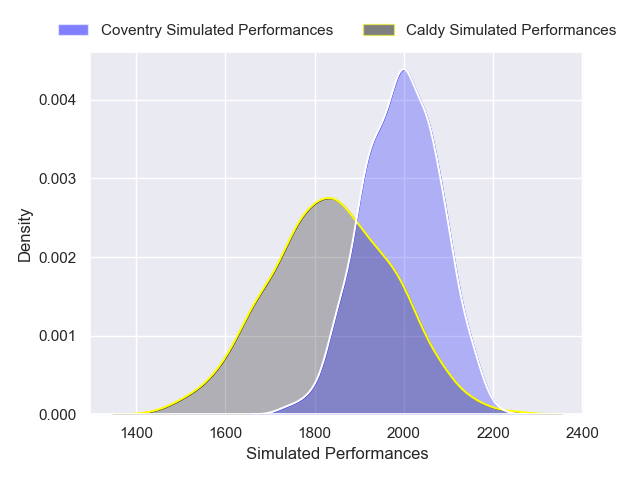 Coventry Simulated Performances Caldy Simulated Performances
0.004
0.003
0.002
0.001
0.000
Density
1400 1600 1800 2000 2200 2400
Simulated Performances